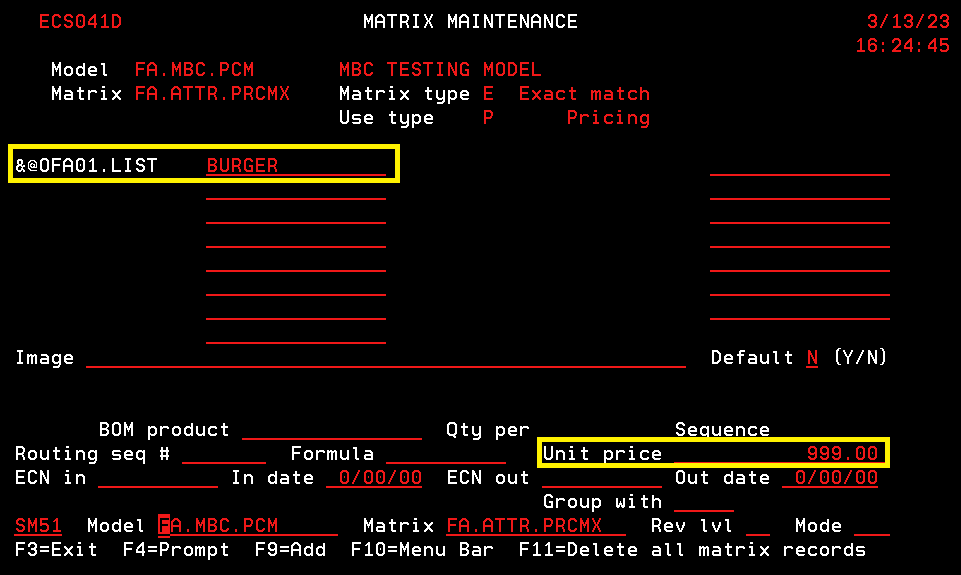 ECS041D MATRIX MAINTENANCE 3/13/23
16:24:45
Model FA.MBC.PCM MBC TESTING MODEL
Matrix FA.ATTR.PRCMX Matrix type E Exact match
Use type P Pricing
&@OFA01.LIST BURGER
Image Default N (Y/N)
BOM product Qty per Sequence
Routing seq # Formula Unit price 999.00
ECN in In date 0/00/00 ECN out Out date 0/00/00
Group with
SM51 Model FA.MBC.PCM Matrix FA.ATTR.PRCMX Rev lvl Mode
F3=Exit F4=Prompt F9=Add F10=Menu Bar F11=Delete all matrix records